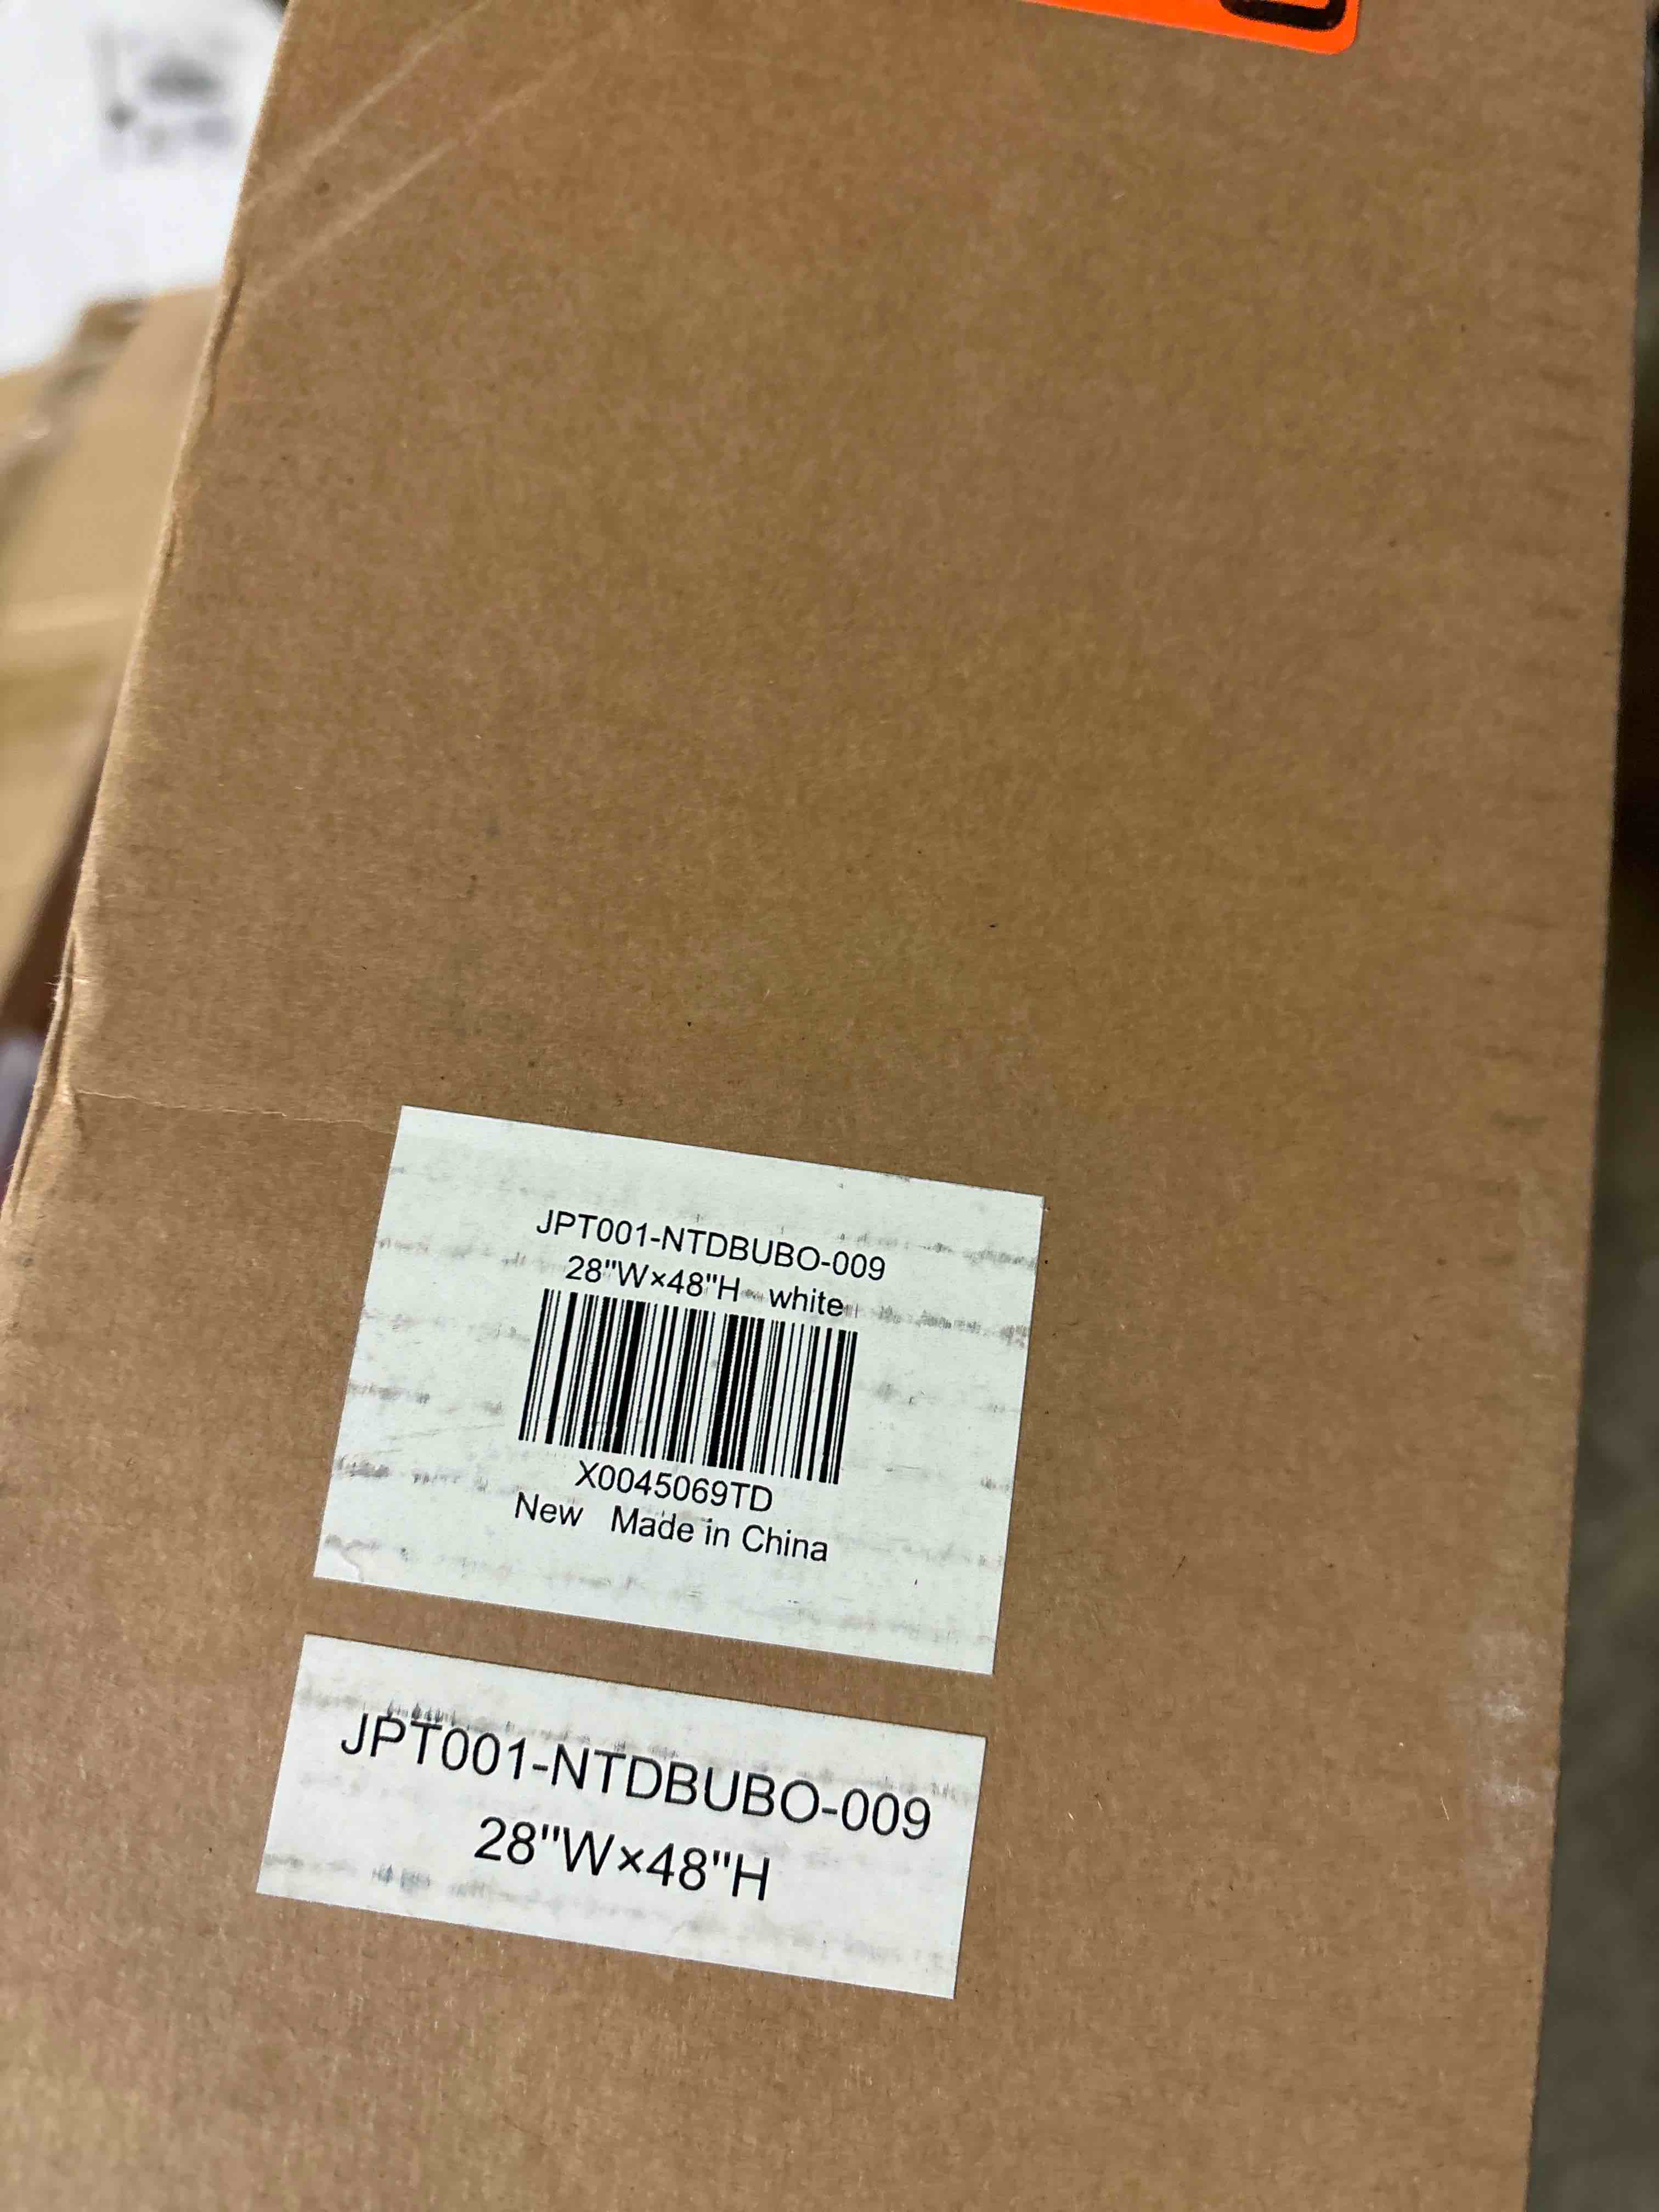 JPT001-NTDBUBO-009
28"W×48"H white
X0045069TD
New Made in China
JPT001-NTDBUBO-009
28"W×48"H